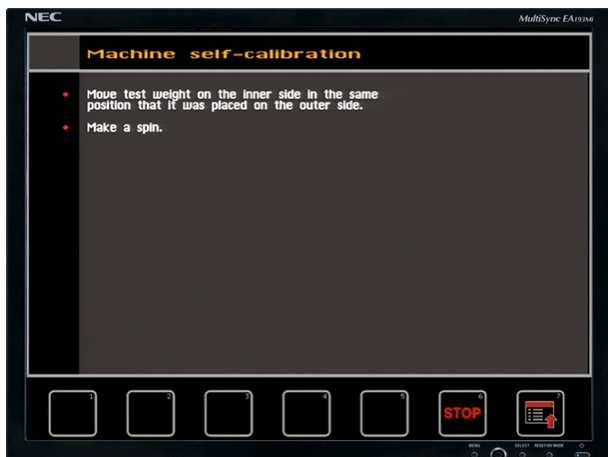 NEC
MultiSync EA193Mi
Machine self-calibration
Move test weight on the inner side in the same
position that it was placed on the outer side.
Make a spin.
1 2 3 4 5 6 7
STOP
MENU SELECT RESET/DV MODE